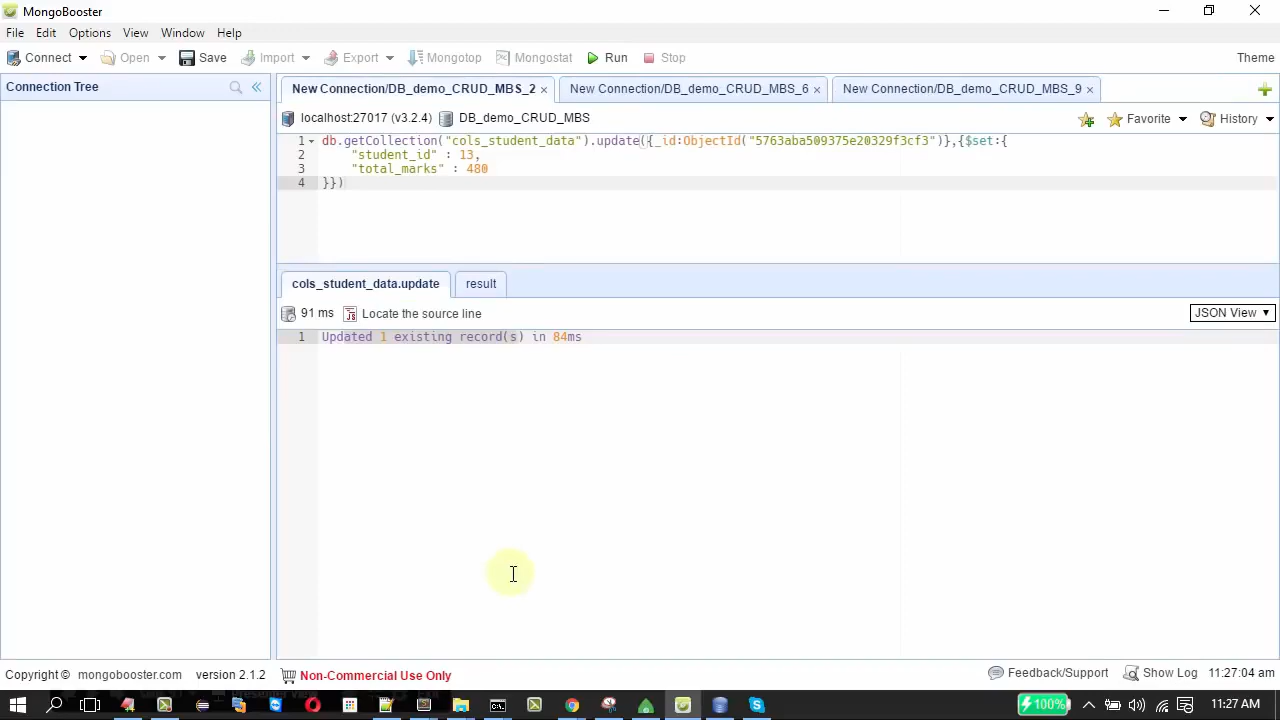 MongoBooster
File Edit Options View Window Help
Connect Open Save Import Export Mongotop Mongostat Run Stop Theme
Connection Tree
New Connection/DB_demo_CRUD_MBS_2 × New Connection/DB_demo_CRUD_MBS_6 × New Connection/DB_demo_CRUD_MBS_9 ×
localhost:27017 (v3.2.4) DB_demo_CRUD_MBS Favorite History
1 db.getCollection("cols_student_data").update({_id:ObjectId("5763aba509375e20329f3cf3")},{$set:{
2 "student_id" : 13,
3 "total_marks" : 480
4 }})
cols_student_data.update result
91 ms Locate the source line JSON View
1 Updated 1 existing record(s) in 84ms
Copyright © mongobooster.com version 2.1.2 Non-Commercial Use Only Feedback/Support Show Log 11:27:04 am
100% 11:27 AM